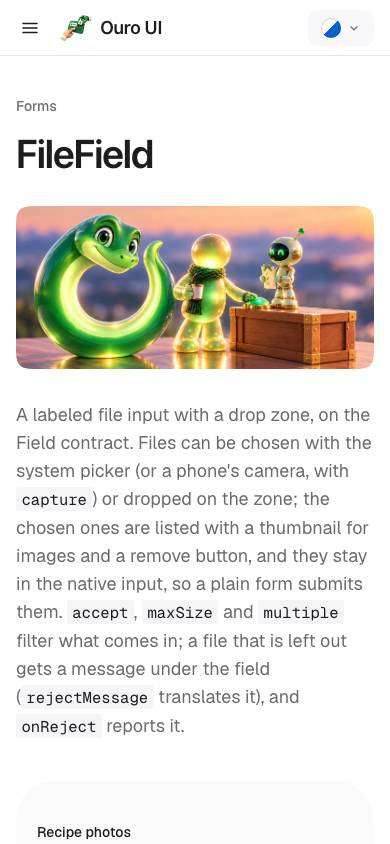 Ouro UI
Forms
FileField
A labeled file input with a drop zone, on the
Field contract. Files can be chosen with the
system picker (or a phone's camera, with
capture) or dropped on the zone; the
chosen ones are listed with a thumbnail for
images and a remove button, and they stay
in the native input, so a plain form submits
them. accept, maxSize and multiple
filter what comes in; a file that is left out
gets a message under the field
(rejectMessage translates it), and
onReject reports it.
Recipe photos